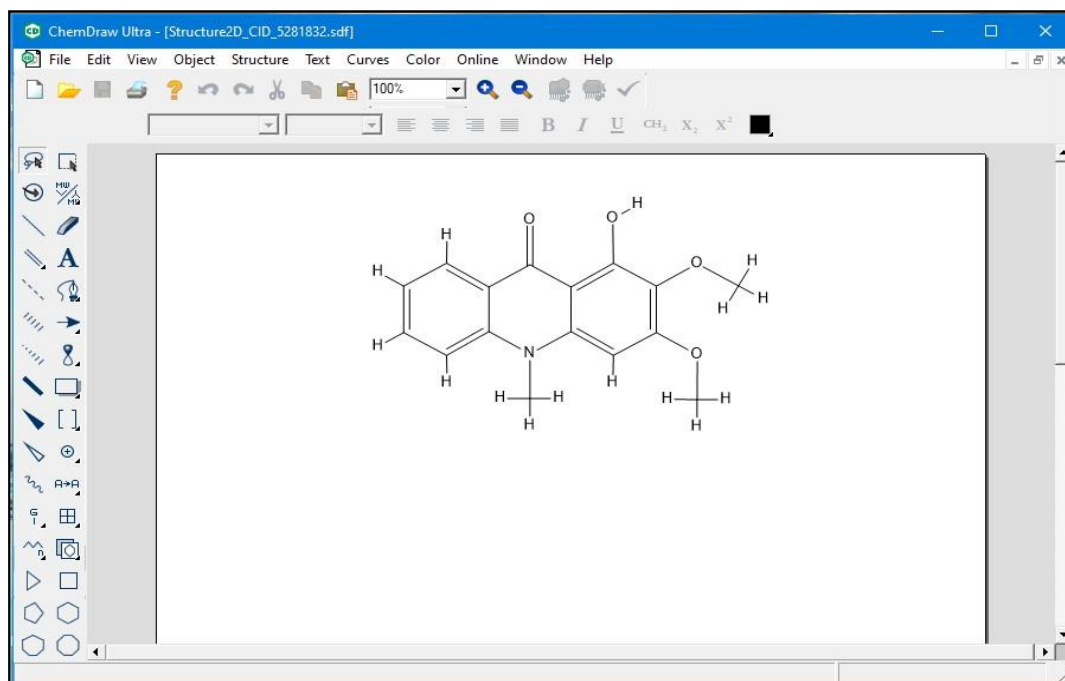 ChemDraw Ultra - [Structure2D_CID_5281832.sdf]
File Edit View Object Structure Text Curves Color Online Window Help
100%
B I U CH₂ X₂ X²
MW
A
A→A
n
H
O
O
H
H
O
H
H
H
H
N
H
O
H
H
H
H
H
H
H
H